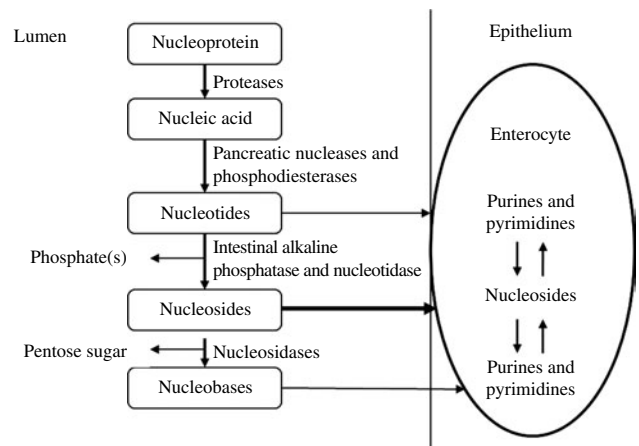 Lumen
Nucleoprotein
Proteases
Nucleic acid
Pancreatic nucleases and
phosphodiesterases
Nucleotides
Phosphate(s)
Intestinal alkaline
phosphatase and nucleotidase
Nucleosides
Pentose sugar
Nucleosidases
Nucleobases
Epithelium
Enterocyte
Purines and
pyrimidines
Nucleosides
Purines and
pyrimidines